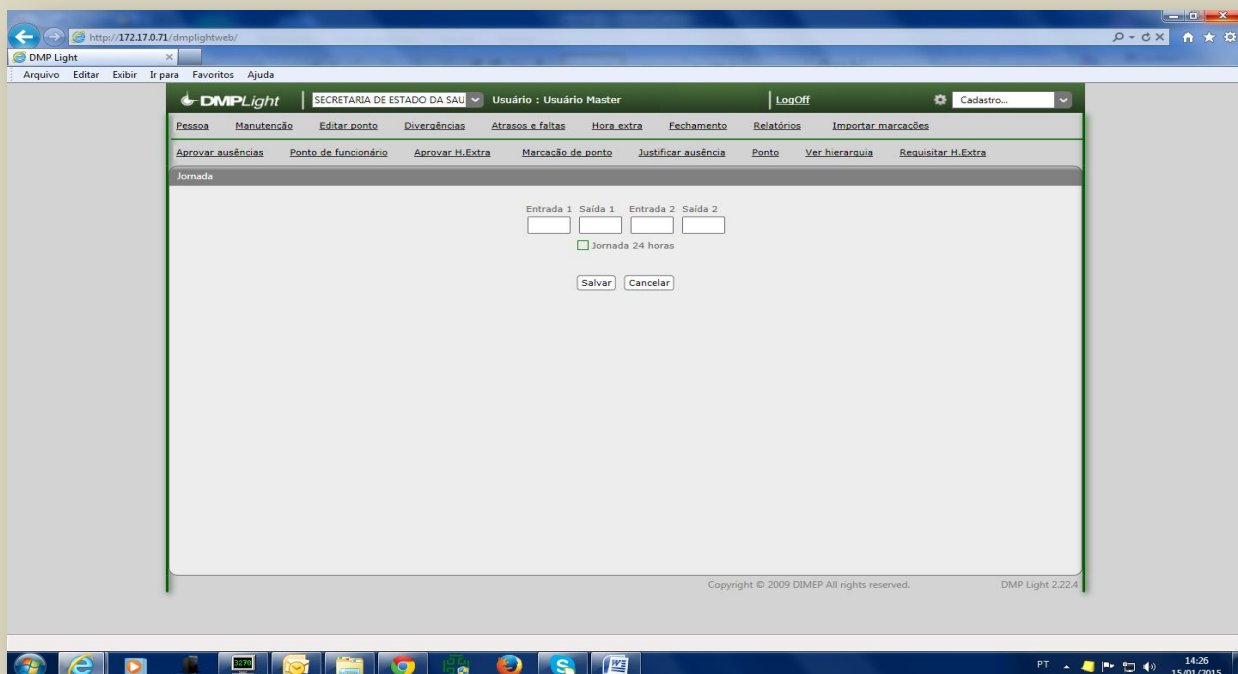 http://172.17.0.71/dmplightweb/
DMP Light
Arquivo Editar Exibir Ir para Favoritos Ajuda
DMPLight SECRETARIA DE ESTADO DA SAU Usuário : Usuário Master LogOff Cadastro...
Pessoa Manutenção Editar ponto Divergências Atrasos e faltas Hora extra Fechamento Relatórios Importar marcações
Aprovar ausências Ponto de funcionário Aprovar H.Extra Marcação de ponto Justificar ausência Ponto Ver hierarquia Requisitar H.Extra
Jornada
Entrada 1 Saída 1 Entrada 2 Saída 2
Jornada 24 horas
Salvar Cancelar
Copyright © 2009 DIMEP All rights reserved. DMP Light 2.22.4
3270
PT 14:26
15/01/2015